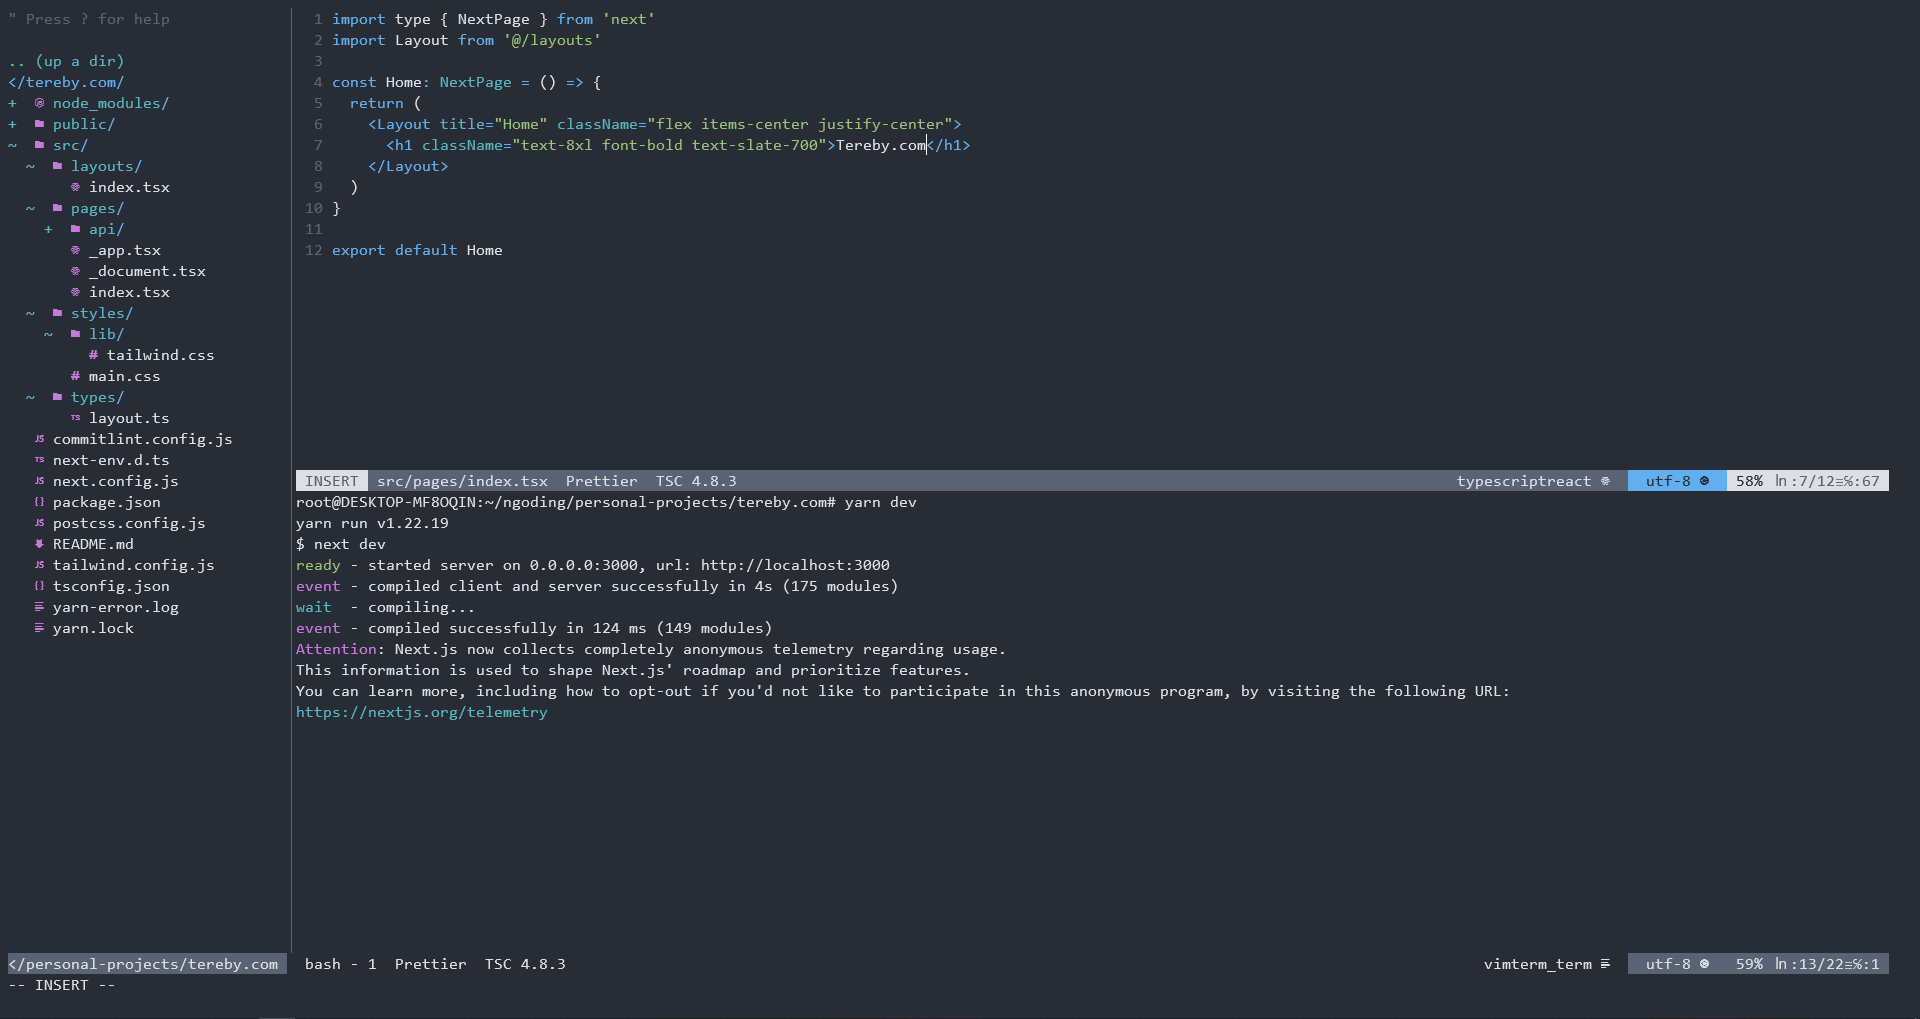 " Press ? for help
.. (up a dir)
</tereby.com/
+ node_modules/
+ public/
~ src/
~ layouts/
index.tsx
~ pages/
+ api/
_app.tsx
_document.tsx
index.tsx
~ styles/
~ lib/
# tailwind.css
# main.css
~ types/
TS layout.ts
JS commitlint.config.js
TS next-env.d.ts
JS next.config.js
{} package.json
JS postcss.config.js
README.md
JS tailwind.config.js
{} tsconfig.json
yarn-error.log
yarn.lock
</personal-projects/tereby.com
-- INSERT --
1 import type { NextPage } from 'next'
2 import Layout from '@/layouts'
3
4 const Home: NextPage = () => {
5   return (
6     <Layout title="Home" className="flex items-center justify-center">
7       <h1 className="text-8xl font-bold text-slate-700">Tereby.com</h1>
8     </Layout>
9   )
10 }
11
12 export default Home
INSERT src/pages/index.tsx Prettier TSC 4.8.3 typescriptreact utf-8 58% ln:7/12≡℅:67
root@DESKTOP-MF8OQIN:~/ngoding/personal-projects/tereby.com# yarn dev
yarn run v1.22.19
$ next dev
ready - started server on 0.0.0.0:3000, url: http://localhost:3000
event - compiled client and server successfully in 4s (175 modules)
wait  - compiling...
event - compiled successfully in 124 ms (149 modules)
Attention: Next.js now collects completely anonymous telemetry regarding usage.
This information is used to shape Next.js' roadmap and prioritize features.
You can learn more, including how to opt-out if you'd not like to participate in this anonymous program, by visiting the following URL:
https://nextjs.org/telemetry
bash - 1 Prettier TSC 4.8.3 vimterm_term utf-8 59% ln:13/22≡℅:1